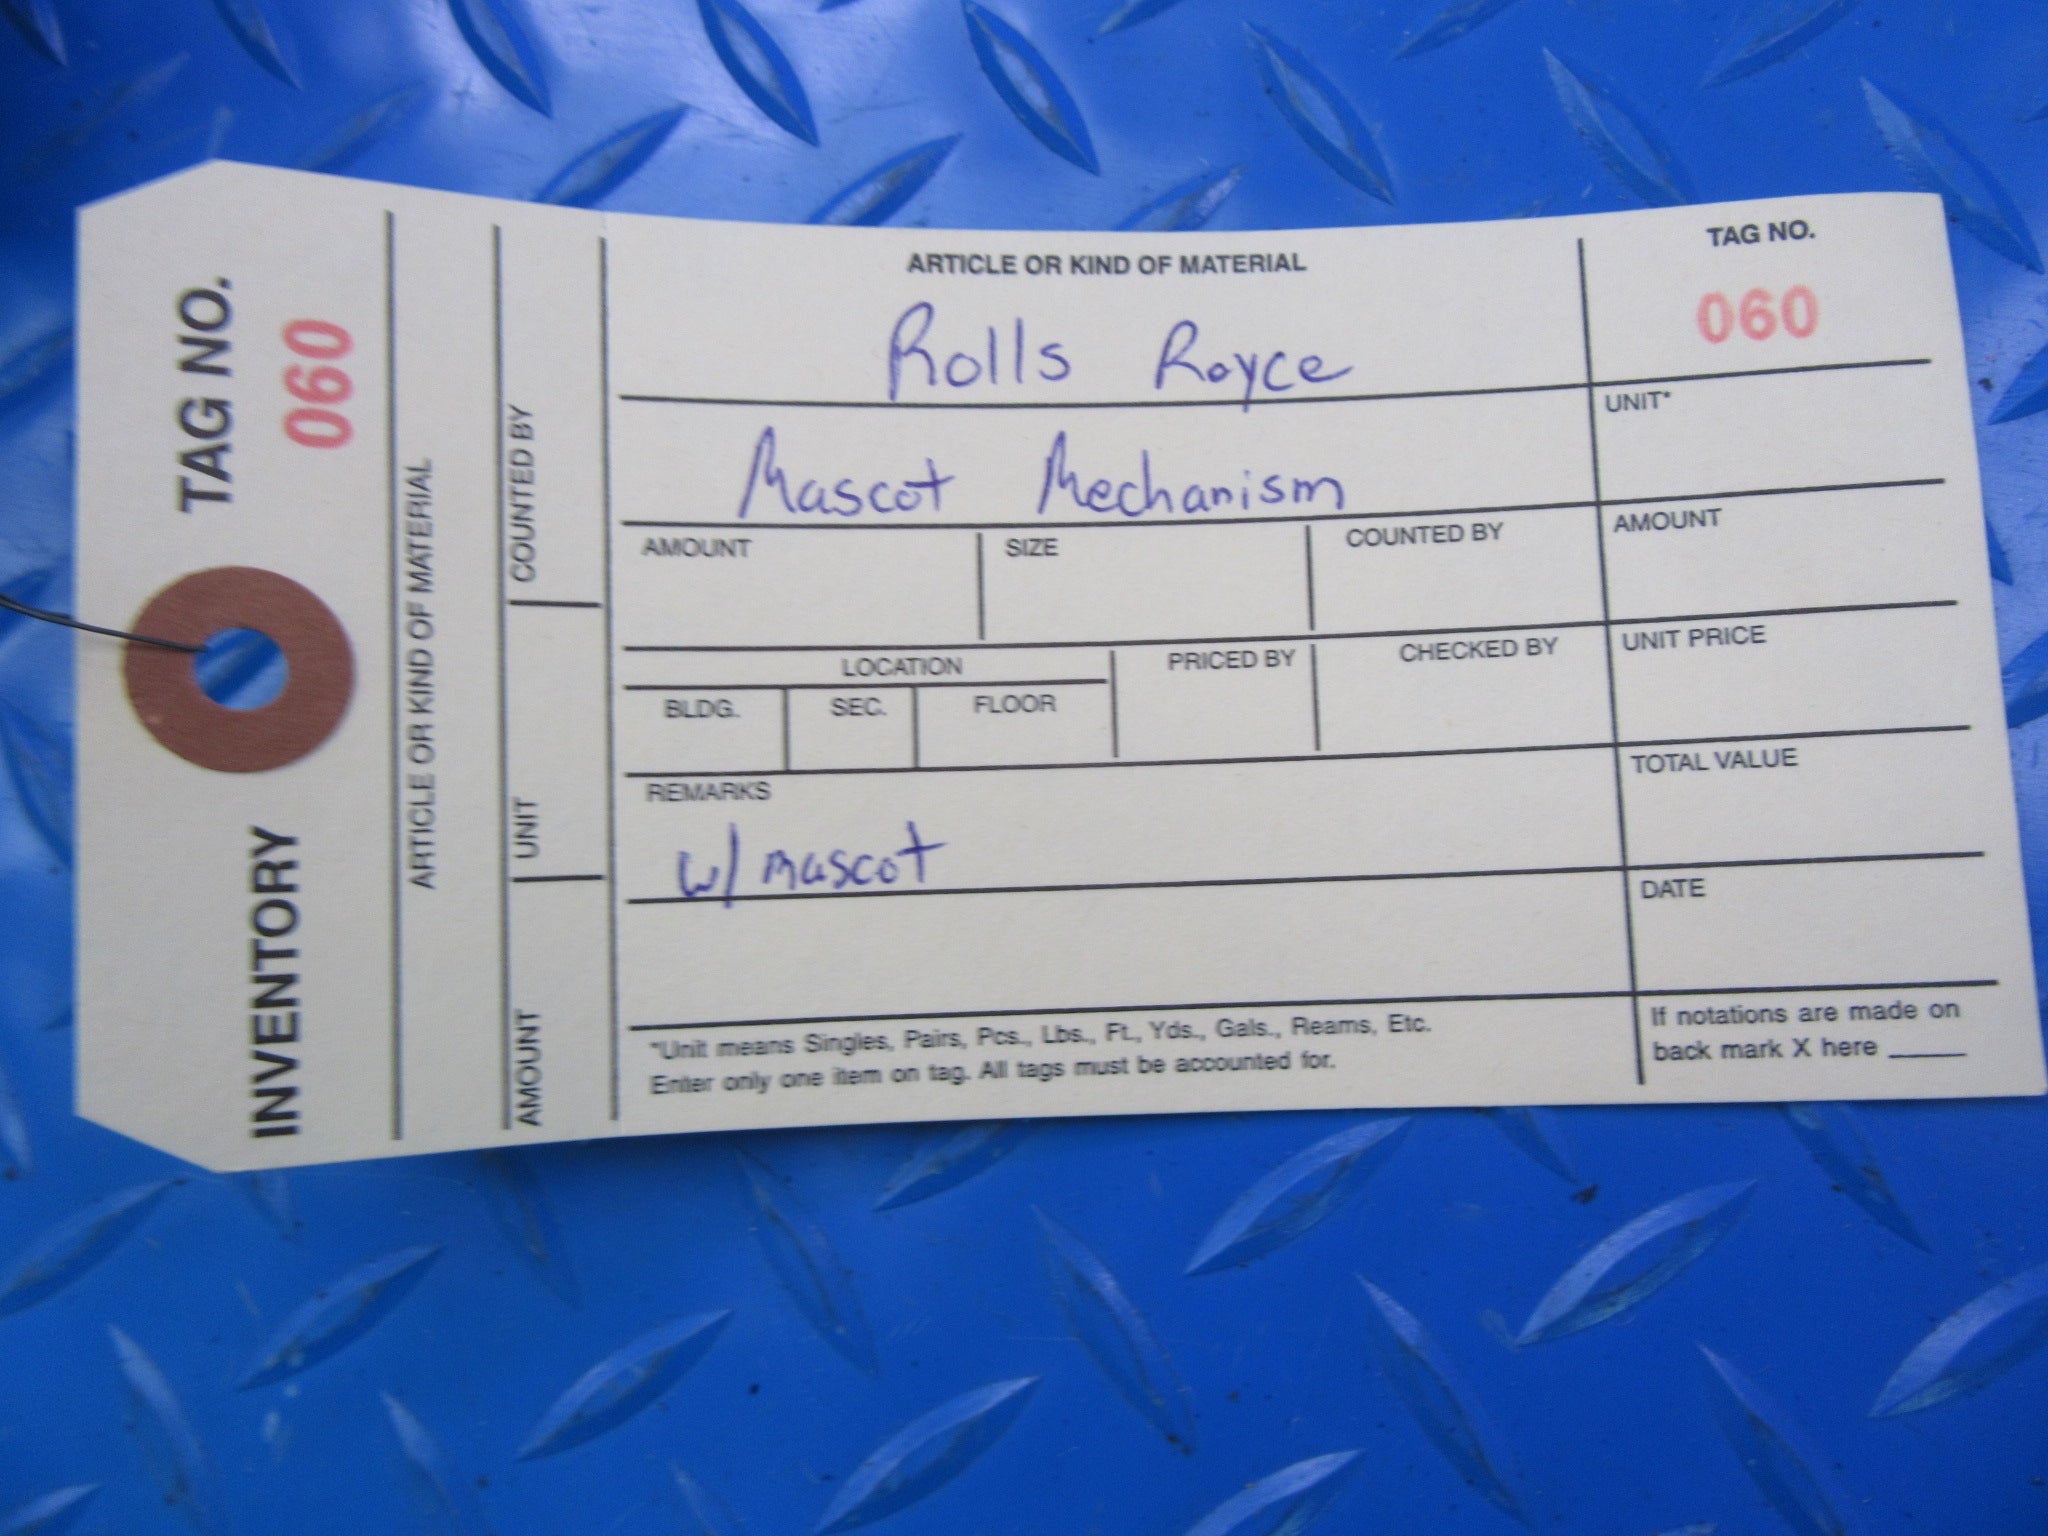 INVENTORY TAG NO.
060
ARTICLE OR KIND OF MATERIAL
AMOUNT UNIT COUNTED BY
ARTICLE OR KIND OF MATERIAL
Rolls Royce
Mascot Mechanism
TAG NO.
060
UNIT*
AMOUNT SIZE COUNTED BY
AMOUNT
LOCATION PRICED BY CHECKED BY
UNIT PRICE
BLDG. SEC. FLOOR
TOTAL VALUE
REMARKS
w/ mascot
DATE
*Unit means Singles, Pairs, Pcs., Lbs., Ft., Yds., Gals., Reams, Etc.
Enter only one item on tag. All tags must be accounted for.
If notations are made on
back mark X here _____